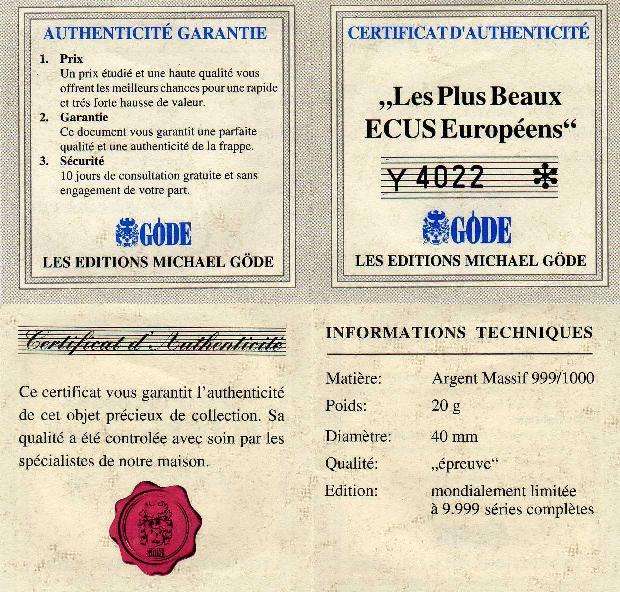 AUTHENTICITÉ GARANTIE
1. Prix
Un prix étudié et une haute qualité vous
offrent les meilleurs chances pour une rapide
et trés forte hausse de valeur.
2. Garantie
Ce document vous garantit une parfaite
qualité et une authenticité de la frappe.
3. Sécurité
10 jours de consultation gratuite et sans
engagement de votre part.
GÖDE
LES EDITIONS MICHAEL GÖDE
CERTIFICAT D'AUTHENTICITÉ
„Les Plus Beaux
ECUS Européens“
Y 4022 *
GÖDE
LES EDITIONS MICHAEL GÖDE
Certificat d'Authenticité
Ce certificat vous garantit l'authenticité
de cet objet précieux de collection. Sa
qualité a été controlée avec soin par les
spécialistes de notre maison.
GÖDE
INFORMATIONS TECHNIQUES
Matière: Argent Massif 999/1000
Poids: 20 g
Diamètre: 40 mm
Qualité: „épreuve“
Edition: mondialement limitée
à 9.999 séries complètes